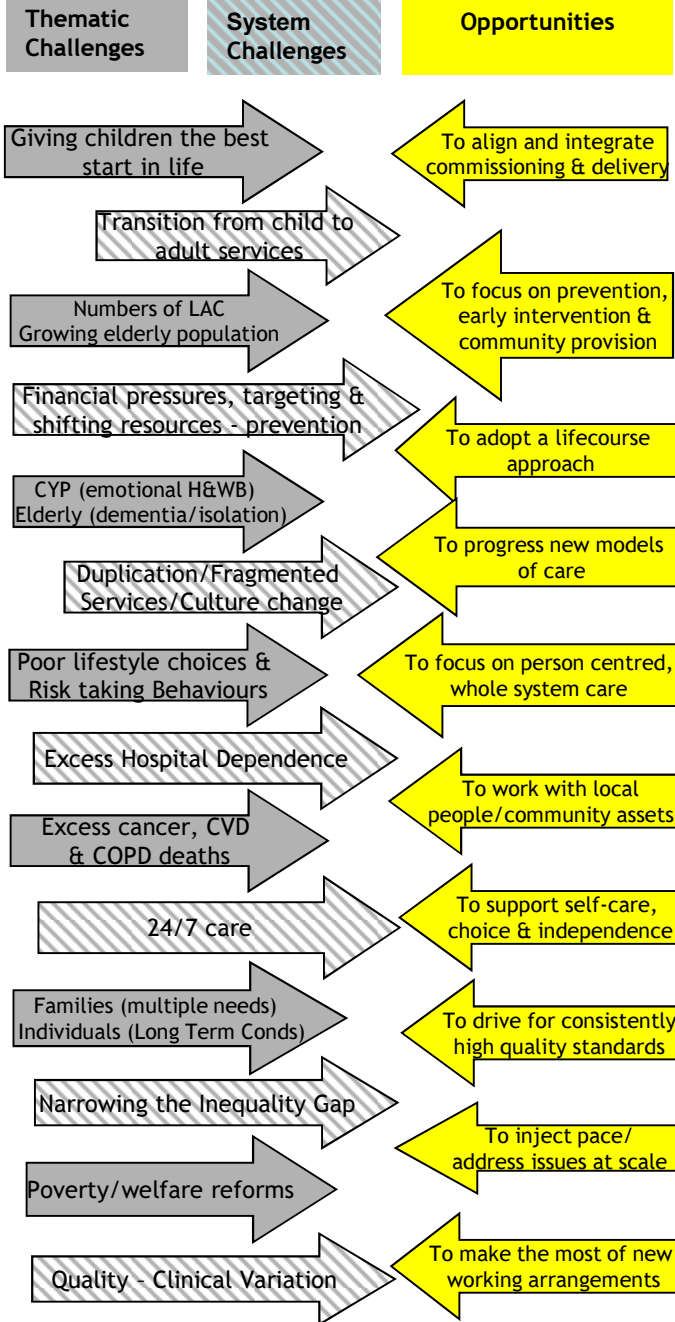 Thematic
Challenges
System
Challenges
Opportunities
Giving children the best
start in life
To align and integrate
commissioning & delivery
Transition from child to
adult services
Numbers of LAC
Growing elderly population
To focus on prevention,
early intervention &
community provision
Financial pressures, targeting &
shifting resources - prevention
To adopt a lifecourse
approach
CYP (emotional H&WB)
Elderly (dementia/isolation)
To progress new models
of care
Duplication/Fragmented
Services/Culture change
Poor lifestyle choices &
Risk taking Behaviours
To focus on person centred,
whole system care
Excess Hospital Dependence
To work with local
people/community assets
Excess cancer, CVD
& COPD deaths
24/7 care
To support self-care,
choice & independence
Families (multiple needs)
Individuals (Long Term Conds)
To drive for consistently
high quality standards
Narrowing the Inequality Gap
To inject pace/
address issues at scale
Poverty/welfare reforms
Quality - Clinical Variation
To make the most of new
working arrangements